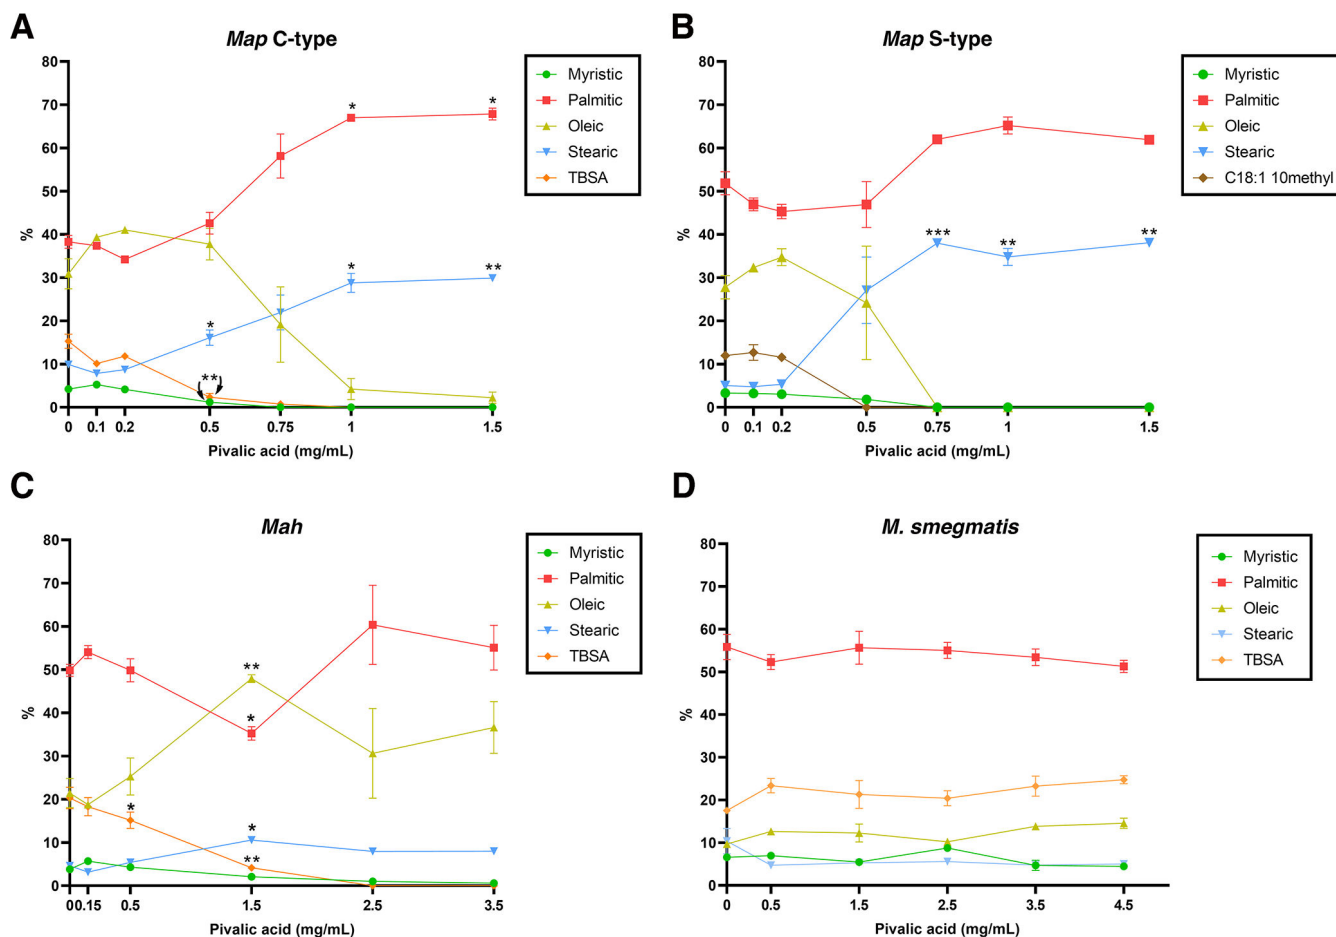 A
Map C-type
80
70
60
50
40
30
20
10
0
%
0 0.1 0.2 0.5 0.75 1 1.5
Pivalic acid (mg/mL)
Myristic
Palmitic
Oleic
Stearic
TBSA
*
*
*
**
*
**
B
Map S-type
80
70
60
50
40
30
20
10
0
%
0 0.1 0.2 0.5 0.75 1 1.5
Pivalic acid (mg/mL)
Myristic
Palmitic
Oleic
Stearic
C18:1 10methyl
***
**
**
C
Mah
80
70
60
50
40
30
20
10
0
%
0 0.15 0.5 1.5 2.5 3.5
Pivalic acid (mg/mL)
Myristic
Palmitic
Oleic
Stearic
TBSA
**
*
*
*
**
D
M. smegmatis
80
70
60
50
40
30
20
10
0
%
0 0.5 1.5 2.5 3.5 4.5
Pivalic acid (mg/mL)
Myristic
Palmitic
Oleic
Stearic
TBSA